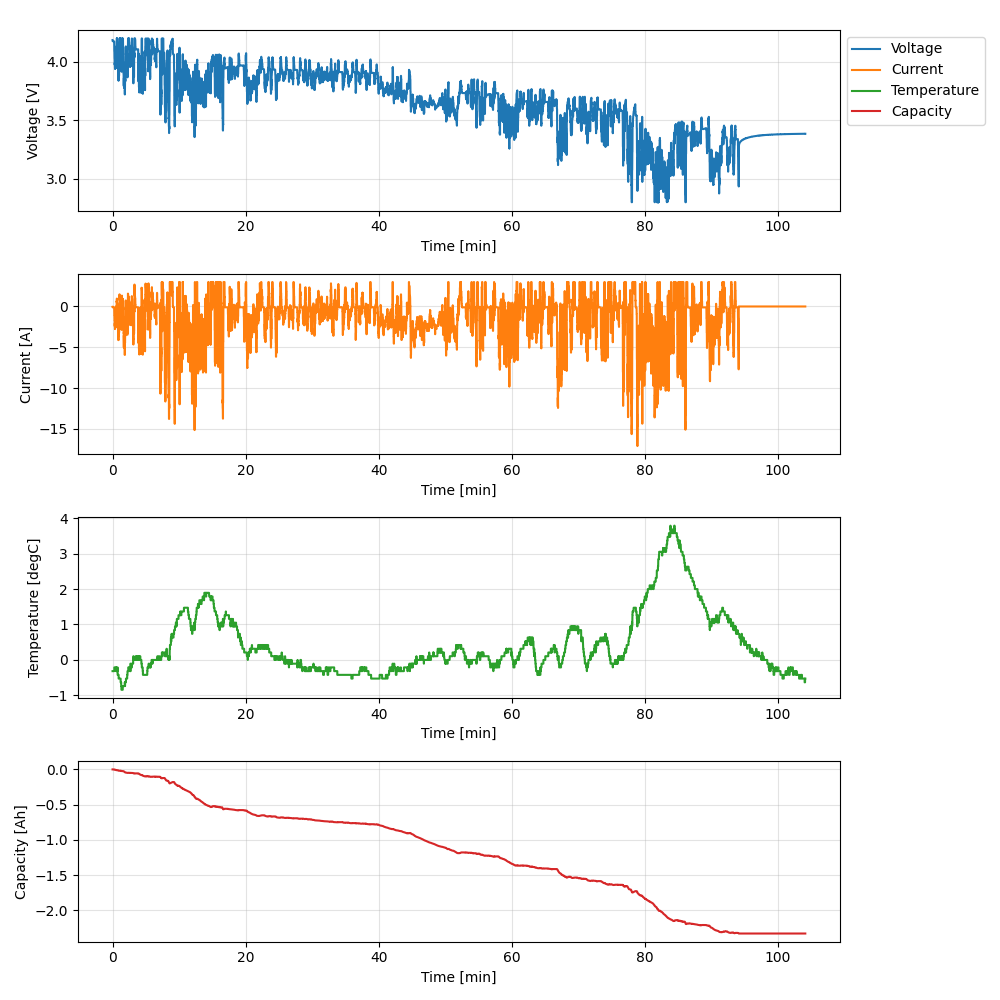 4.0
3.5
3.0
Voltage [V]
0 20 40 60 80 100
Time [min]
Voltage
Current
Temperature
Capacity
0
−5
−10
−15
Current [A]
0 20 40 60 80 100
Time [min]
4
3
2
1
0
−1
Temperature [degC]
0 20 40 60 80 100
Time [min]
0.0
−0.5
−1.0
−1.5
−2.0
Capacity [Ah]
0 20 40 60 80 100
Time [min]